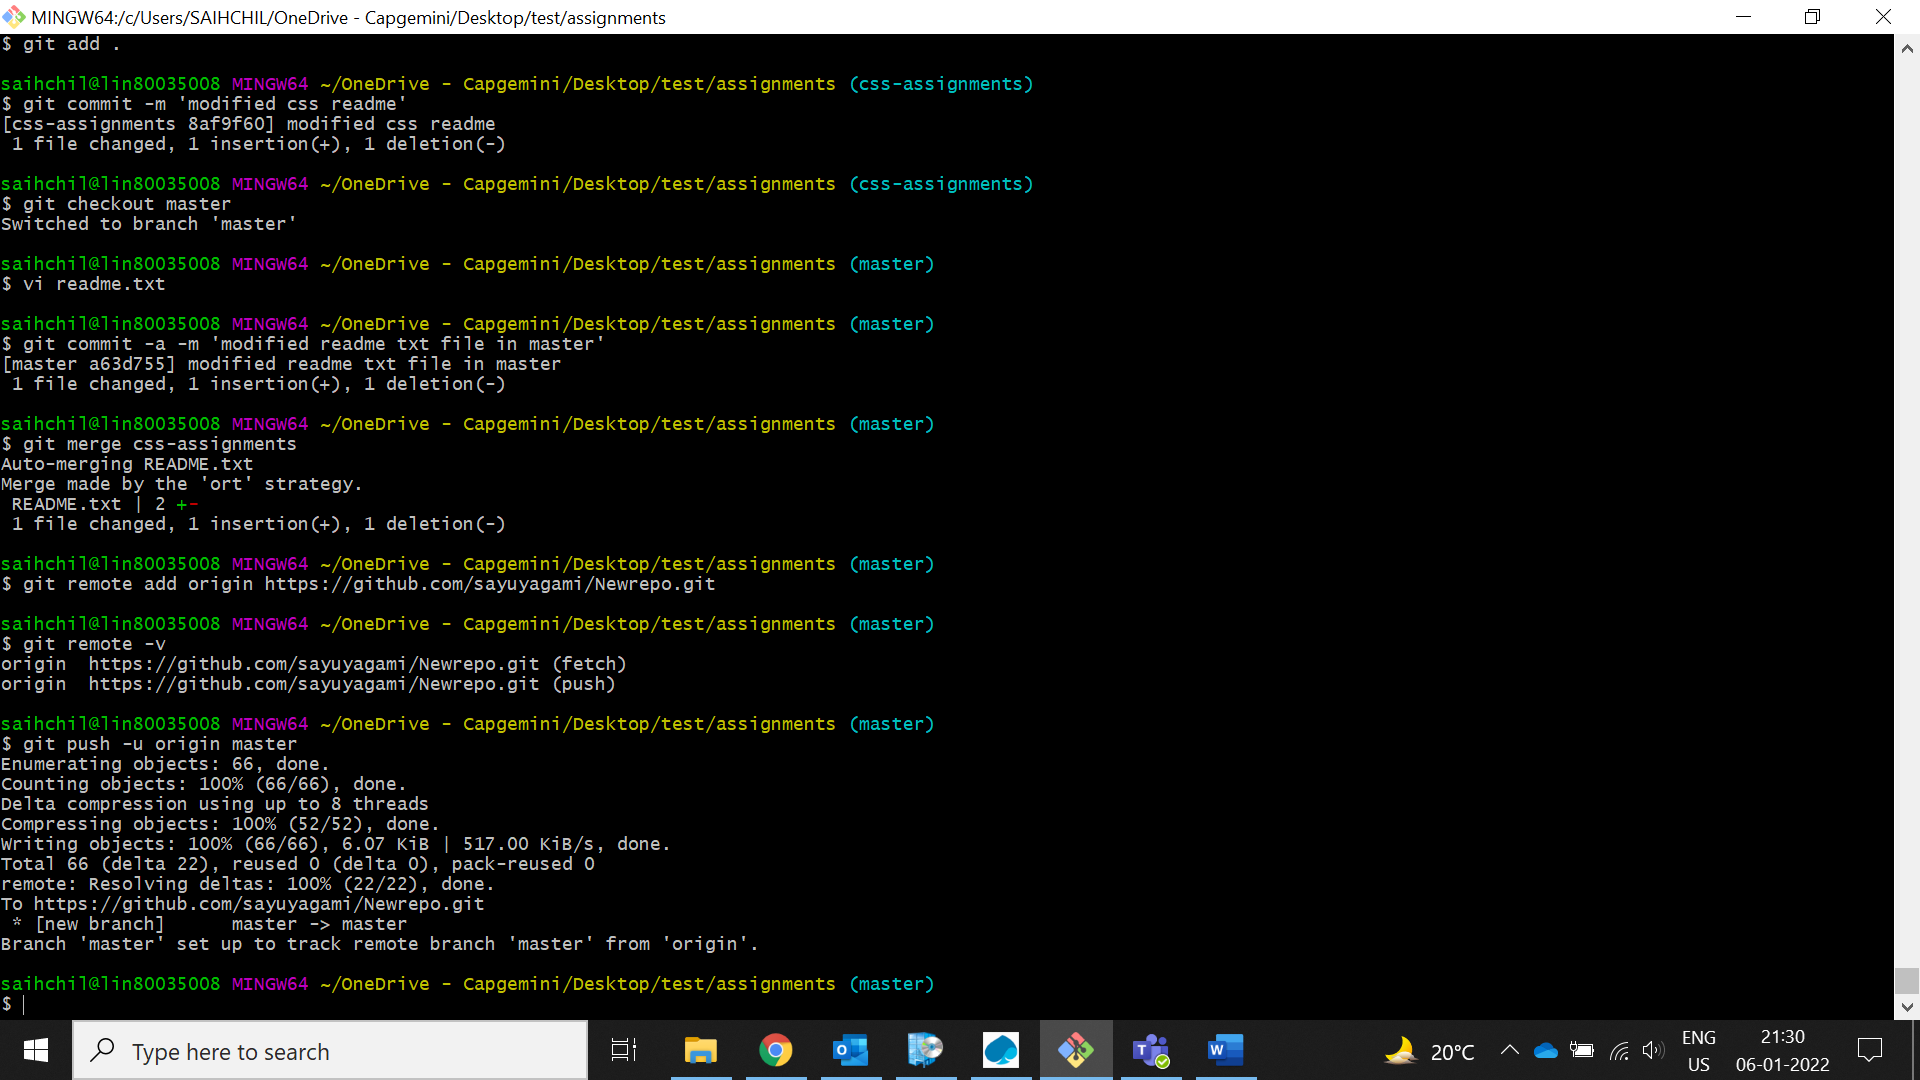 MINGW64:/c/Users/SAIHCHIL/OneDrive - Capgemini/Desktop/test/assignments
$ git add .
saihchil@lin80035008 MINGW64 ~/OneDrive - Capgemini/Desktop/test/assignments (css-assignments)
$ git commit -m 'modified css readme'
[css-assignments 8af9f60] modified css readme
 1 file changed, 1 insertion(+), 1 deletion(-)
saihchil@lin80035008 MINGW64 ~/OneDrive - Capgemini/Desktop/test/assignments (css-assignments)
$ git checkout master
Switched to branch 'master'
saihchil@lin80035008 MINGW64 ~/OneDrive - Capgemini/Desktop/test/assignments (master)
$ vi readme.txt
saihchil@lin80035008 MINGW64 ~/OneDrive - Capgemini/Desktop/test/assignments (master)
$ git commit -a -m 'modified readme txt file in master'
[master a63d755] modified readme txt file in master
 1 file changed, 1 insertion(+), 1 deletion(-)
saihchil@lin80035008 MINGW64 ~/OneDrive - Capgemini/Desktop/test/assignments (master)
$ git merge css-assignments
Auto-merging README.txt
Merge made by the 'ort' strategy.
 README.txt | 2 +-
 1 file changed, 1 insertion(+), 1 deletion(-)
saihchil@lin80035008 MINGW64 ~/OneDrive - Capgemini/Desktop/test/assignments (master)
$ git remote add origin https://github.com/sayuyagami/Newrepo.git
saihchil@lin80035008 MINGW64 ~/OneDrive - Capgemini/Desktop/test/assignments (master)
$ git remote -v
origin  https://github.com/sayuyagami/Newrepo.git (fetch)
origin  https://github.com/sayuyagami/Newrepo.git (push)
saihchil@lin80035008 MINGW64 ~/OneDrive - Capgemini/Desktop/test/assignments (master)
$ git push -u origin master
Enumerating objects: 66, done.
Counting objects: 100% (66/66), done.
Delta compression using up to 8 threads
Compressing objects: 100% (52/52), done.
Writing objects: 100% (66/66), 6.07 KiB | 517.00 KiB/s, done.
Total 66 (delta 22), reused 0 (delta 0), pack-reused 0
remote: Resolving deltas: 100% (22/22), done.
To https://github.com/sayuyagami/Newrepo.git
 * [new branch]      master -> master
Branch 'master' set up to track remote branch 'master' from 'origin'.
saihchil@lin80035008 MINGW64 ~/OneDrive - Capgemini/Desktop/test/assignments (master)
$
Type here to search
20°C
ENG
US
21:30
06-01-2022